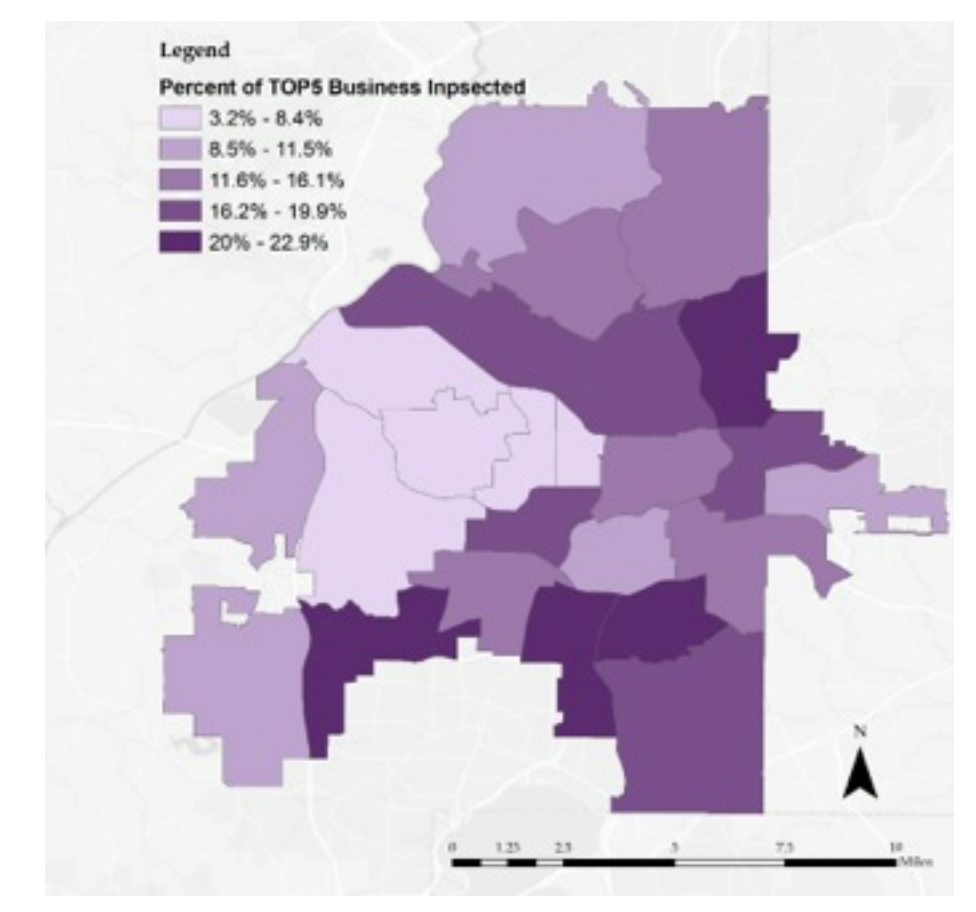 Legend
Percent of TOP5 Business Inpsected
3.2% - 8.4%
8.5% - 11.5%
11.6% - 16.1%
16.2% - 19.9%
20% - 22.9%
N
0 1.25 2.5 5 7.5 10
Miles